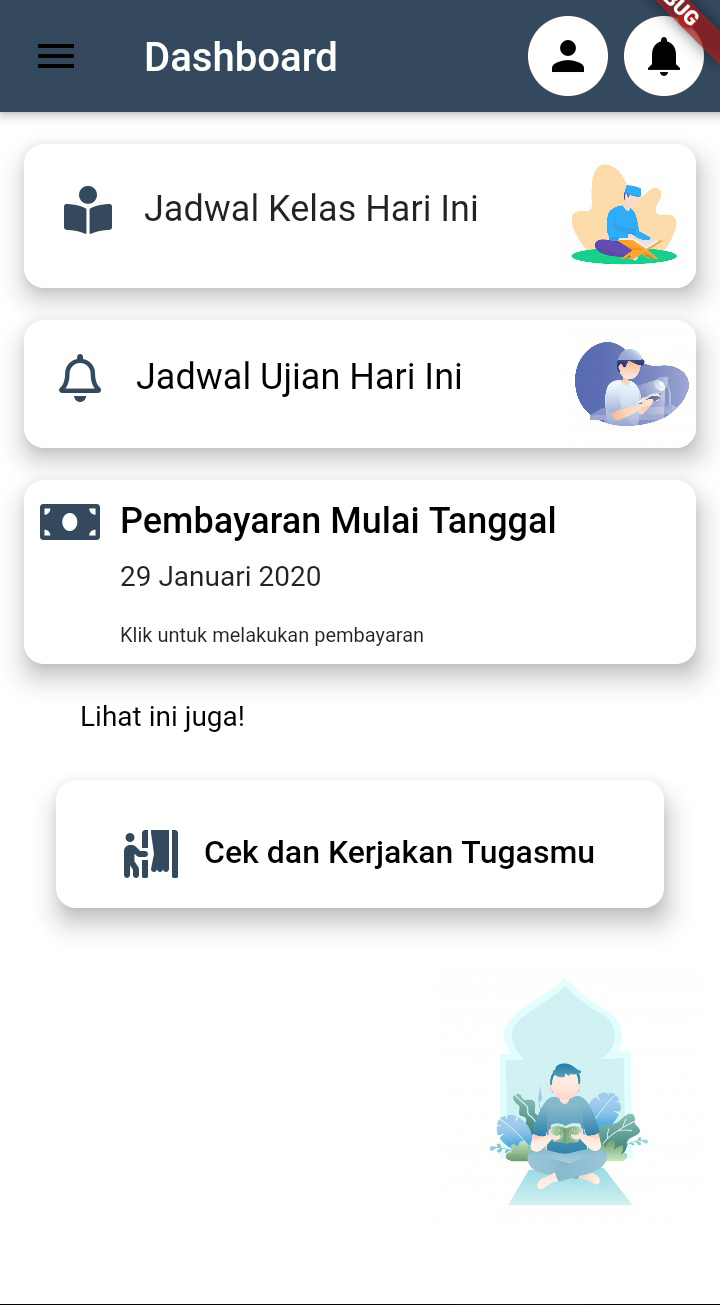 Dashboard
Jadwal Kelas Hari Ini
Jadwal Ujian Hari Ini
Pembayaran Mulai Tanggal
29 Januari 2020
Klik untuk melakukan pembayaran
Lihat ini juga!
Cek dan Kerjakan Tugasmu